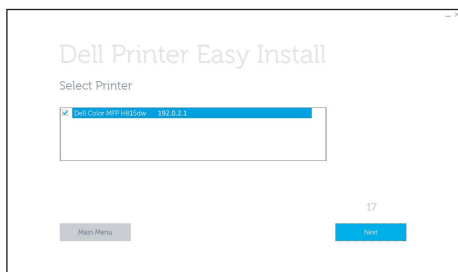 Dell Printer Easy Install
Select Printer
Dell Color MFP H815dw 192.0.2.1
17
Main Menu
Next